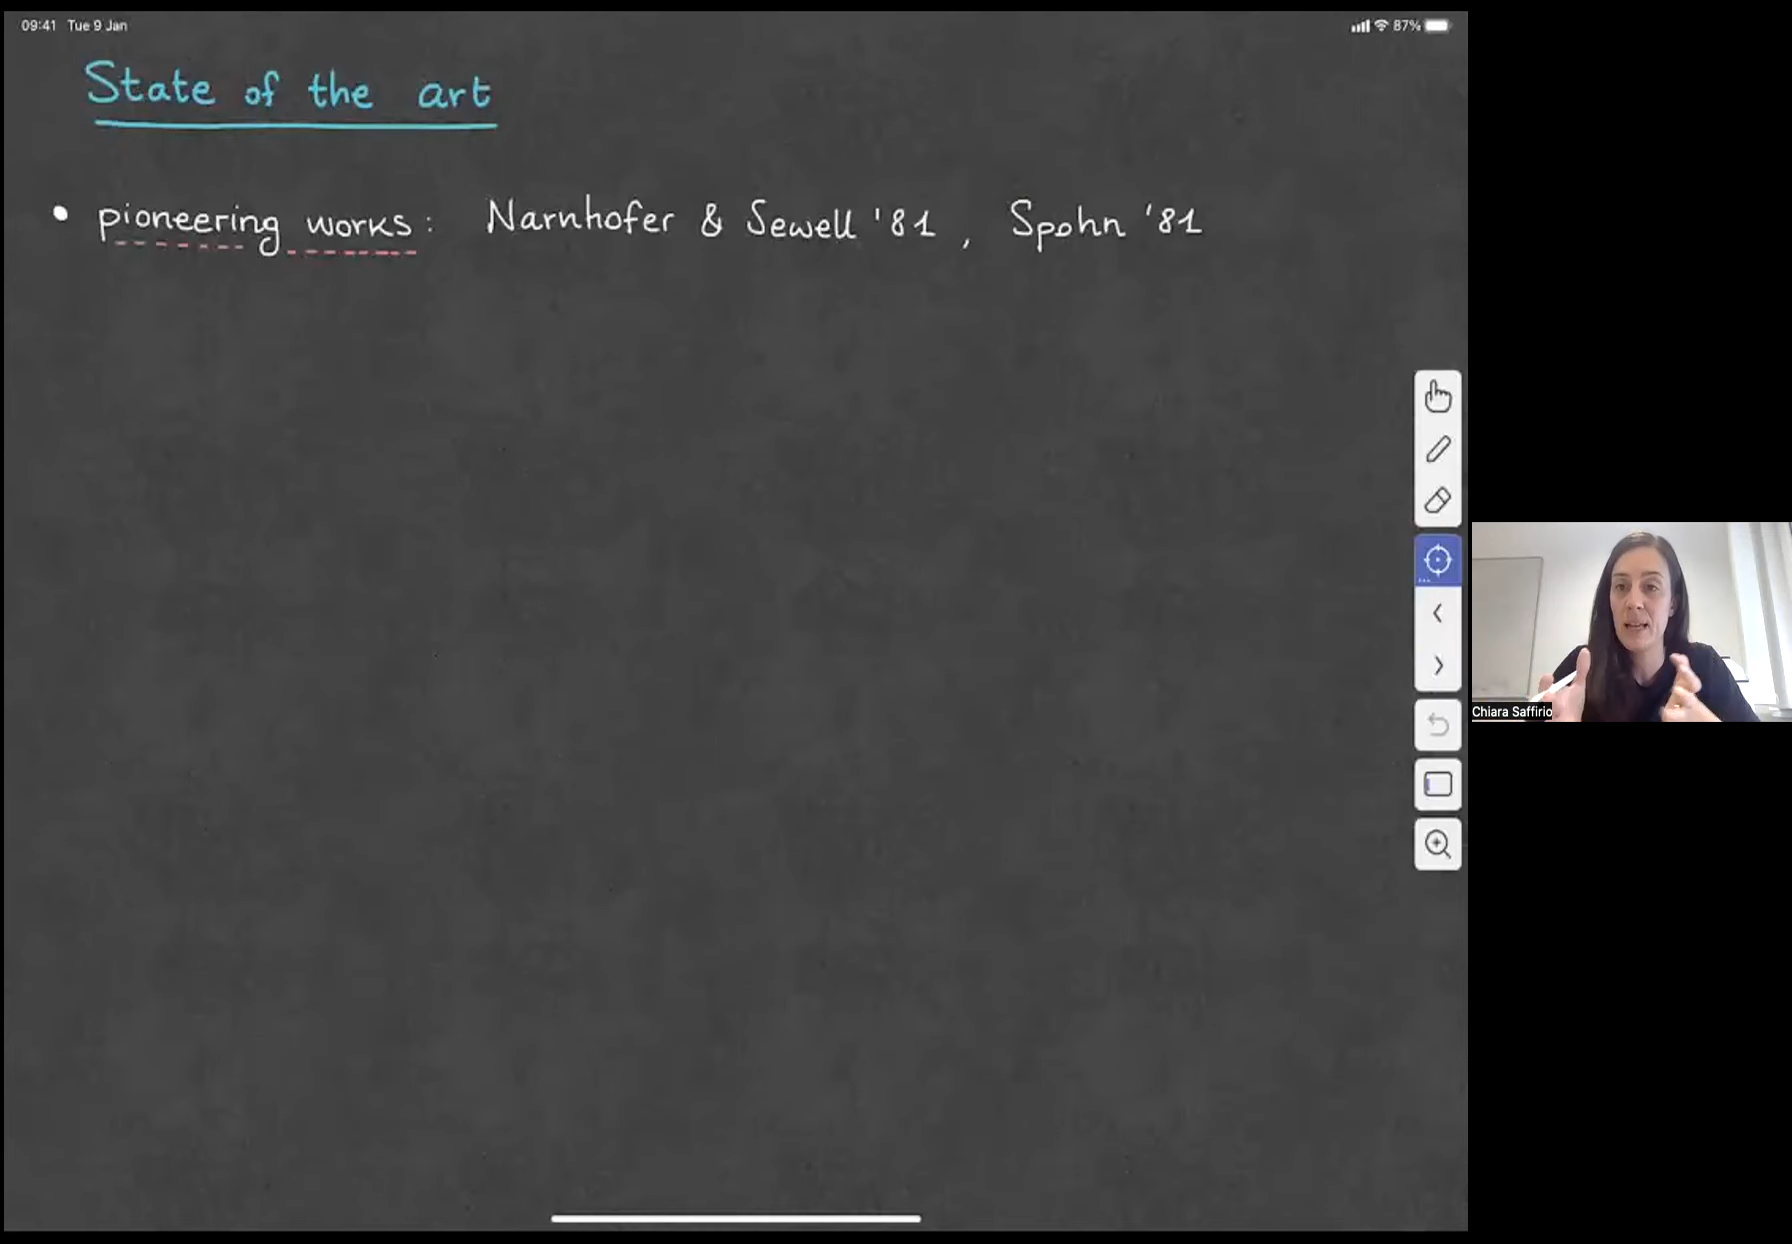 09:41 Tue 9 Jan
87%
State of the art
• pioneering works: Narnhofer & Sewell '81, Spohn '81
Chiara Saffirio